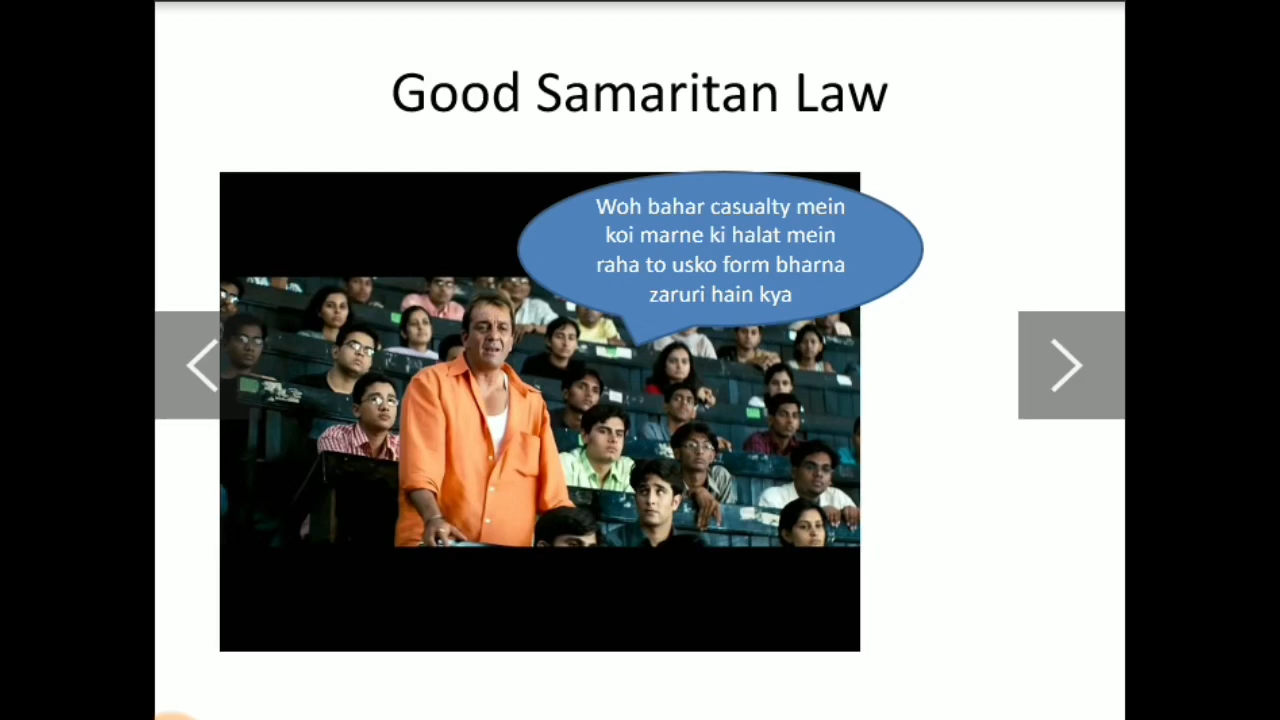 Good Samaritan Law
Woh bahar casualty mein
koi marne ki halat mein
raha to usko form bharna
zaruri hain kya